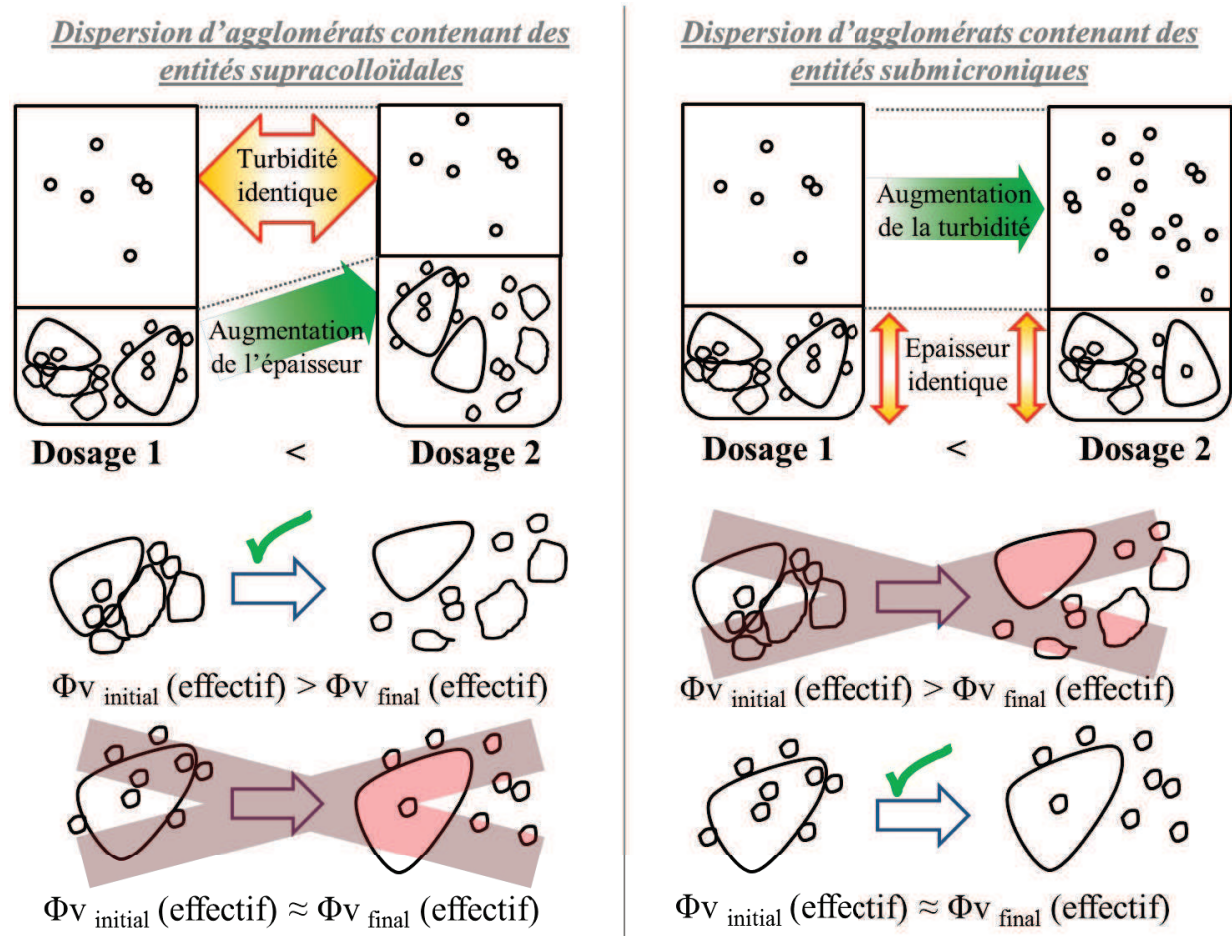 Dispersion d'agglomérats contenant des
entités supracolloïdales
Turbidité
identique
Augmentation
de l'épaisseur
Dosage 1 < Dosage 2
Φv initial (effectif) > Φv final (effectif)
Φv initial (effectif) ≈ Φv final (effectif)
Dispersion d'agglomérats contenant des
entités submicroniques
Augmentation
de la turbidité
Epaisseur
identique
Dosage 1 < Dosage 2
Φv initial (effectif) > Φv final (effectif)
Φv initial (effectif) ≈ Φv final (effectif)